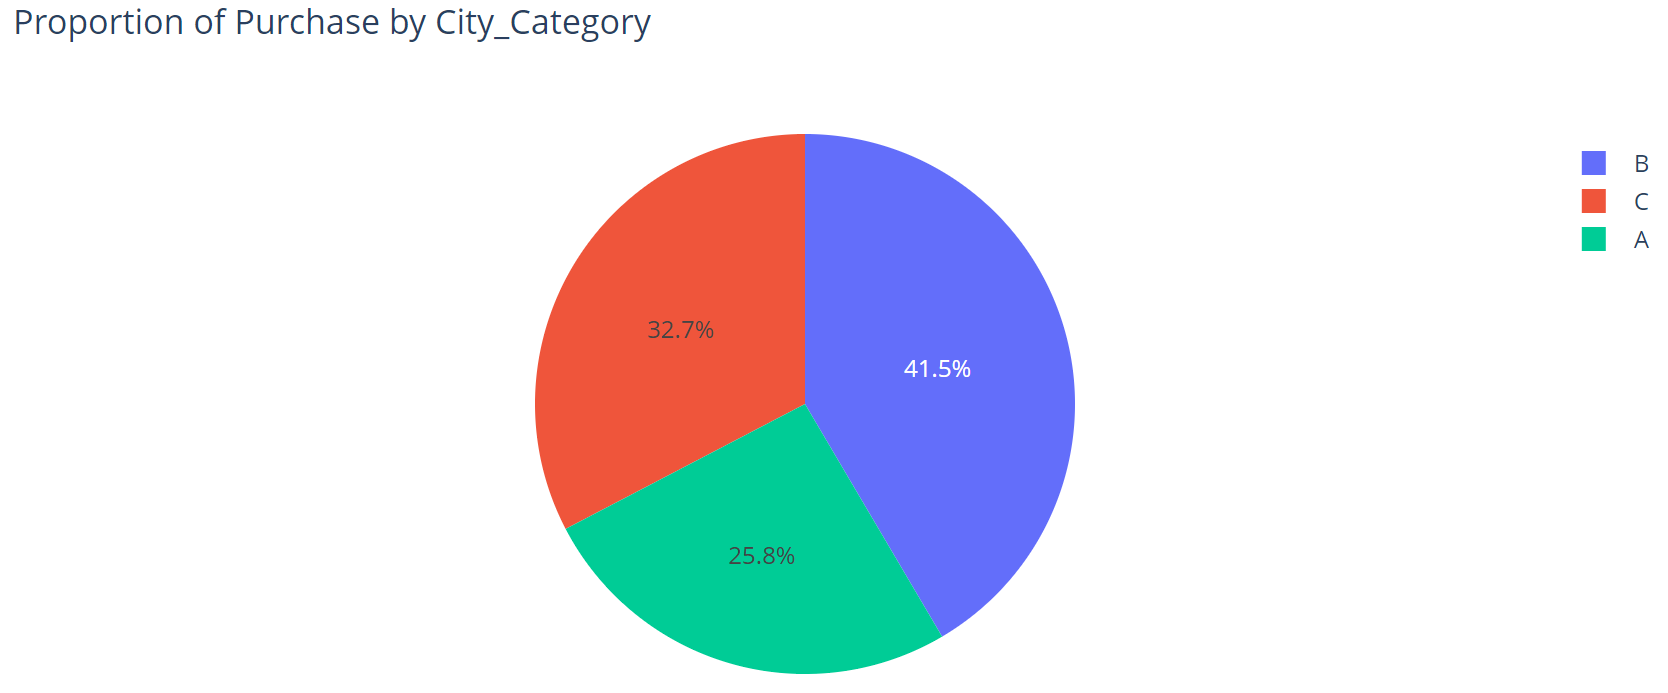 Proportion of Purchase by City_Category
B
C
A
32.7%
41.5%
25.8%